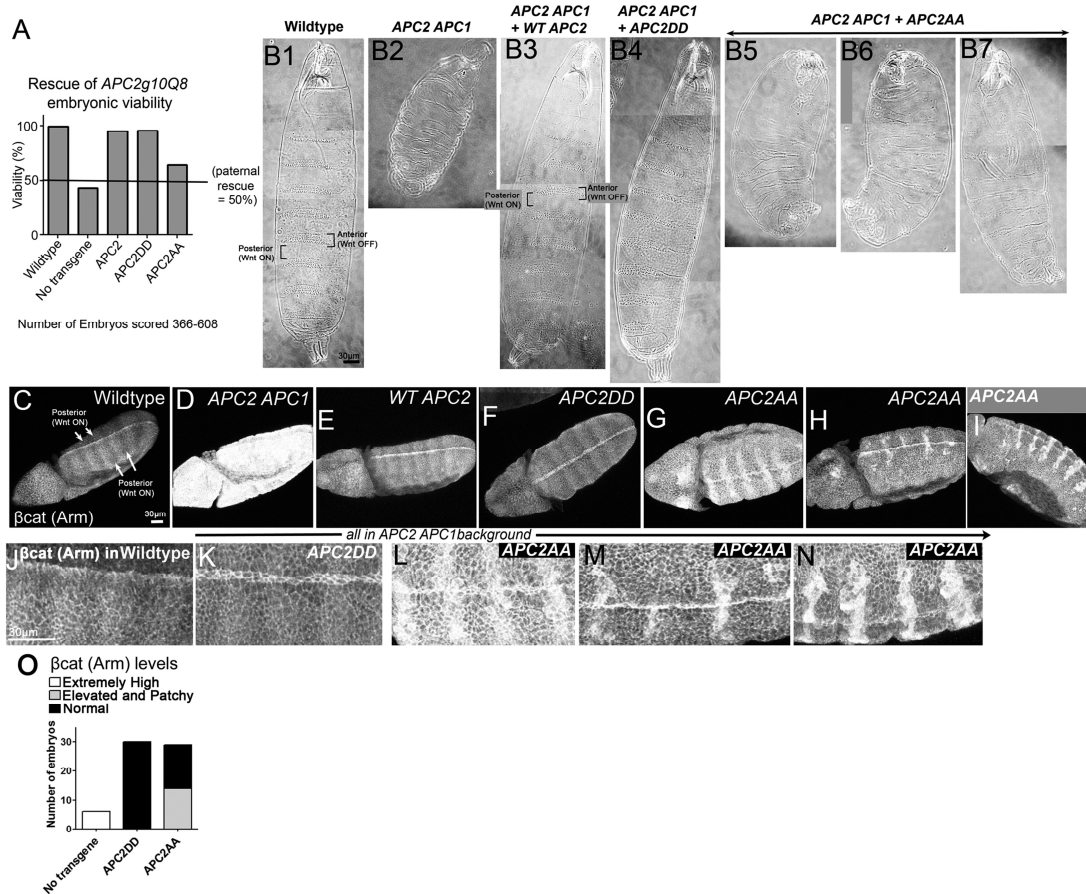 A
Rescue of APC2g10Q8
embryonic viability
Viability (%)
100
50
0
(paternal
rescue
= 50%)
Wildtype
No transgene
APC2
APC2DD
APC2AA
Number of Embryos scored 366-608
Wildtype
APC2 APC1
APC2 APC1
+ WT APC2
APC2 APC1
+ APC2DD
APC2 APC1 + APC2AA
B1
B2
B3
B4
B5
B6
B7
Posterior
(Wnt ON)
Anterior
(Wnt OFF)
30µm
Posterior
(Wnt ON)
Anterior
(Wnt OFF)
C
Wildtype
Posterior
(Wnt ON)
Posterior
(Wnt ON)
βcat (Arm)
30µm
D
APC2 APC1
E
WT APC2
F
APC2DD
G
APC2AA
H
APC2AA
APC2AA
I
all in APC2 APC1background
J
βcat (Arm) in Wildtype
30µm
K
APC2DD
L
APC2AA
M
APC2AA
N
APC2AA
O
βcat (Arm) levels
Extremely High
Elevated and Patchy
Normal
Number of embryos
30
20
10
0
No transgene
APC2DD
APC2AA